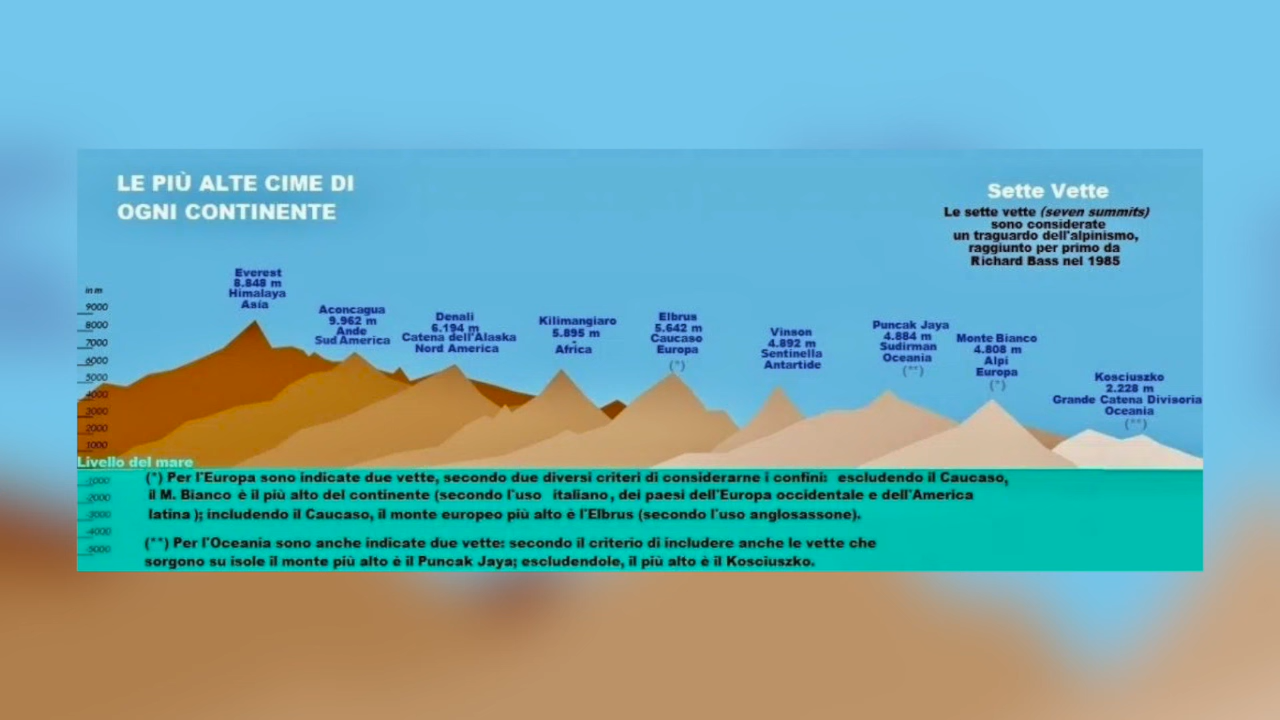 LE PIÙ ALTE CIME DI
OGNI CONTINENTE
Sette Vette
Le sette vette (seven summits)
sono considerate
un traguardo dell'alpinismo,
raggiunto per primo da
Richard Bass nel 1985
in m
9000
8000
7000
6000
5000
4000
3000
2000
1000
Everest
8.848 m
Himalaya
Asia
Aconcagua
9.962 m
Ande
Sud America
Denali
6.194 m
Catena dell'Alaska
Nord America
Kilimangiaro
5.895 m
-
Africa
Elbrus
5.642 m
Caucaso
Europa
(*)
Vinson
4.892 m
Sentinella
Antartide
Puncak Jaya
4.884 m
Sudirman
Oceania
(**)
Monte Bianco
4.808 m
Alpi
Europa
(*)
Kosciuszko
2.228 m
Grande Catena Divisoria
Oceania
(**)
Livello del mare
-1000
-2000
-3000
-4000
-5000
(*) Per l'Europa sono indicate due vette, secondo due diversi criteri di considerarne i confini: escludendo il Caucaso,
il M. Bianco è il più alto del continente (secondo l'uso italiano, dei paesi dell'Europa occidentale e dell'America
latina); includendo il Caucaso, il monte europeo più alto è l'Elbrus (secondo l'uso anglosassone).
(**) Per l'Oceania sono anche indicate due vette: secondo il criterio di includere anche le vette che
sorgono su isole il monte più alto è il Puncak Jaya; escludendole, il più alto è il Kosciuszko.